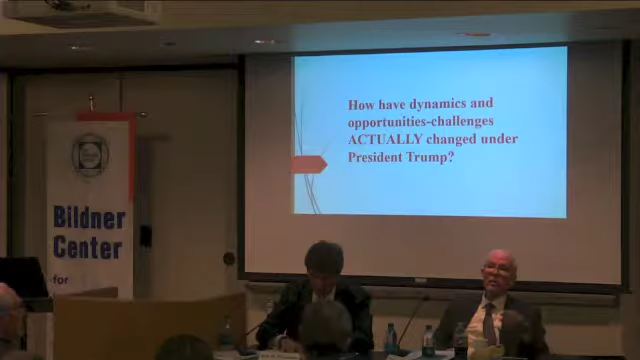 How have dynamics and
opportunities-challenges
ACTUALLY changed under
President Trump?
Bildner
Center
for